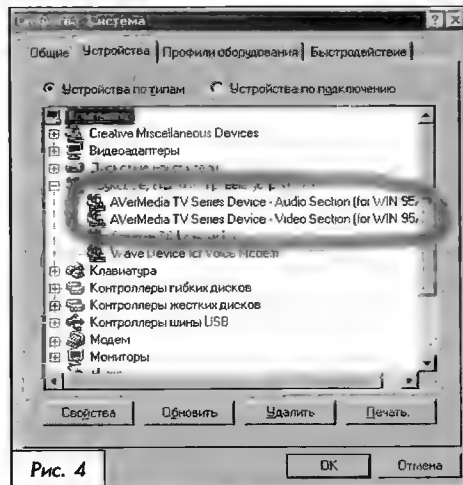 Система
? X
Общие Устройства Профили оборудования Быстродействие
Устройства по типам Устройства по подключению
Creative Miscellaneous Devices
Видеоадаптеры
AVerMedia TV Series Device - Audio Section (for WIN 95,
AVerMedia TV Series Device - Video Section (for WIN 95,
Wave Device for Voice Modem
Клавиатура
Контроллеры гибких дисков
Контроллеры жестких дисков
Контроллеры шины USB
Модем
Мониторы
Свойства Обновить Удалить Печать.
Рис. 4
OK Отмена